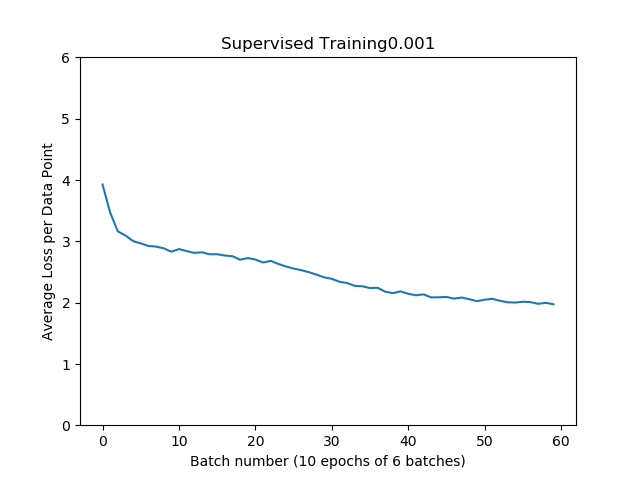 Supervised Training0.001
Average Loss per Data Point
6
5
4
3
2
1
0
0 10 20 30 40 50 60
Batch number (10 epochs of 6 batches)